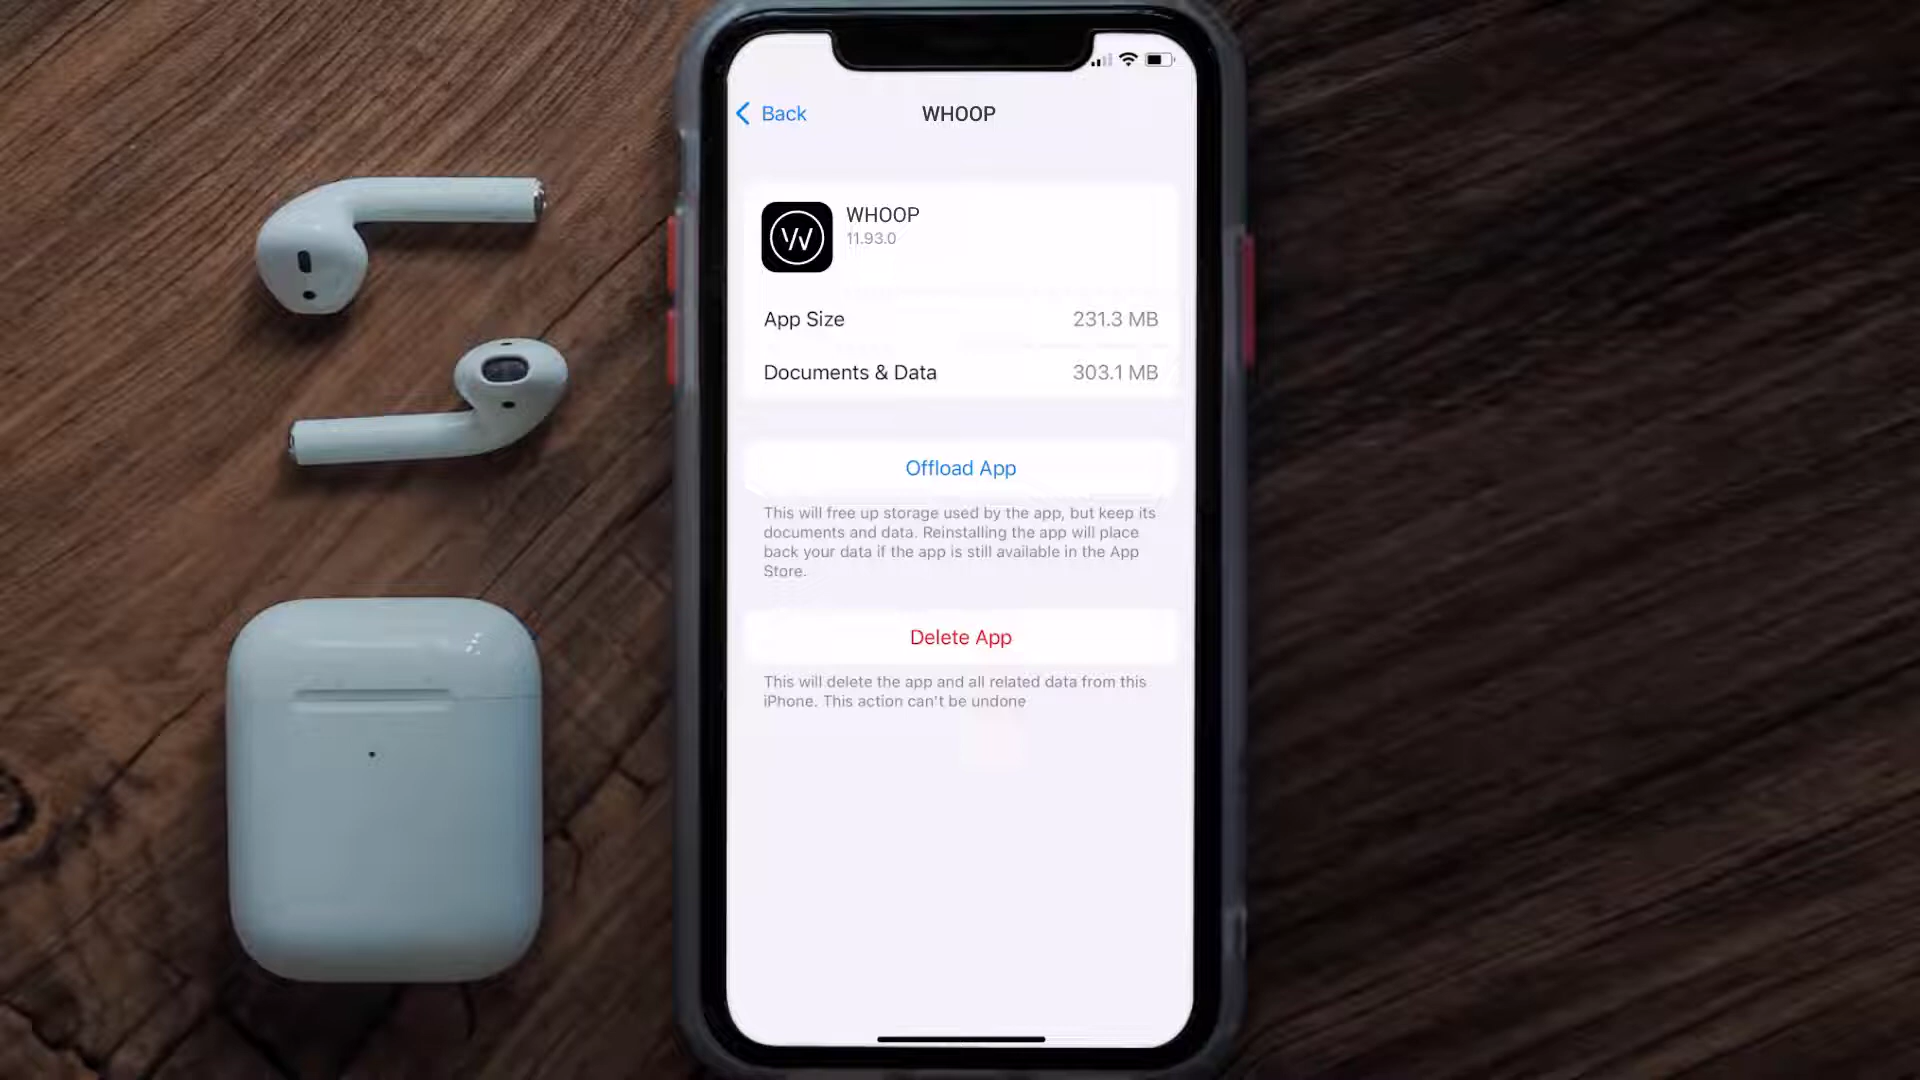 Back
WHOOP
WHOOP
11.93.0
App Size 231.3 MB
Documents & Data 303.1 MB
Offload App
This will free up storage used by the app, but keep its
documents and data. Reinstalling the app will place
back your data if the app is still available in the App
Store.
Delete App
This will delete the app and all related data from this
iPhone. This action can't be undone